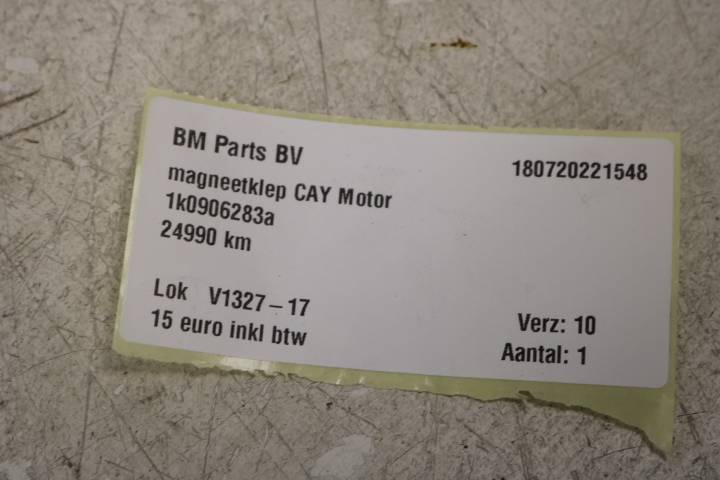 BM Parts BV
180720221548
magneetklep CAY Motor
1k0906283a
24990 km
Lok V1327-17
15 euro inkl btw
Verz: 10
Aantal: 1